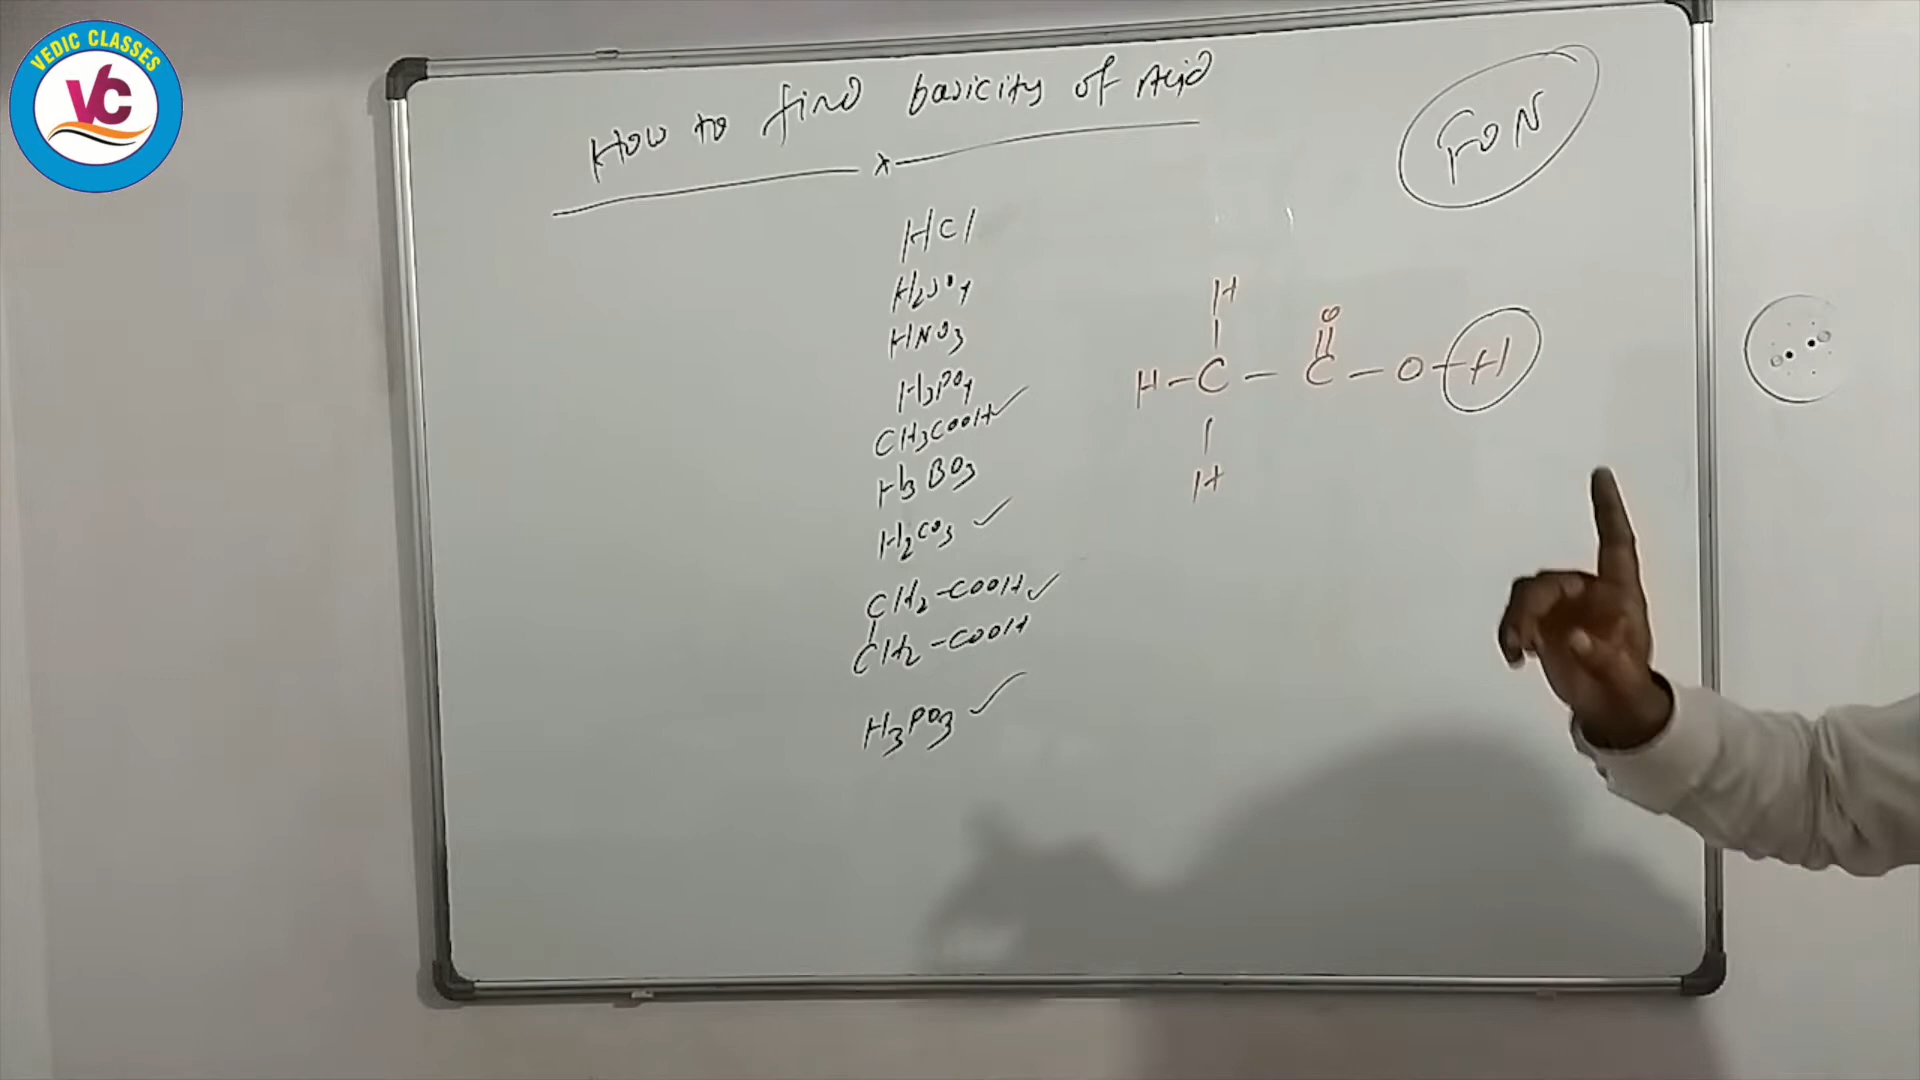 VEDIC CLASSES
VC
How to find basicity of Acid
x
FON
HCl
H2SO4
HNO3
H3PO4
CH3COOH ✓
H3BO3
H2CO3 ✓
CH2-COOH ✓
CH2-COOH
H3PO3 ✓
H O
H-C-C-O-H
H